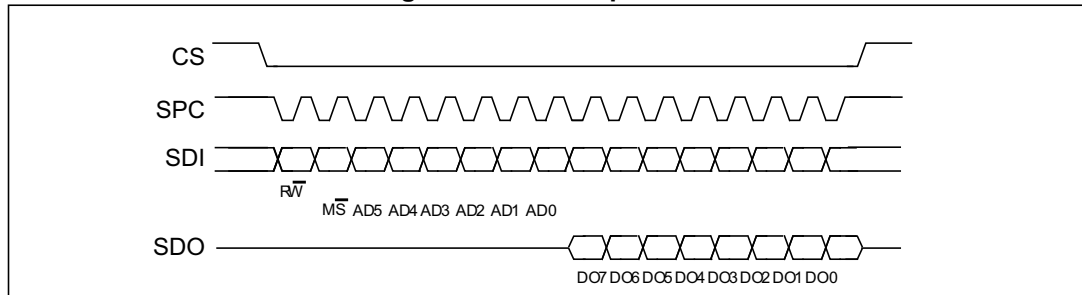 CS
SPC
SDI
RW
MS AD5 AD4 AD3 AD2 AD1 AD0
SDO
DO7 DO6 DO5 DO4 DO3 DO2 DO1 DO0